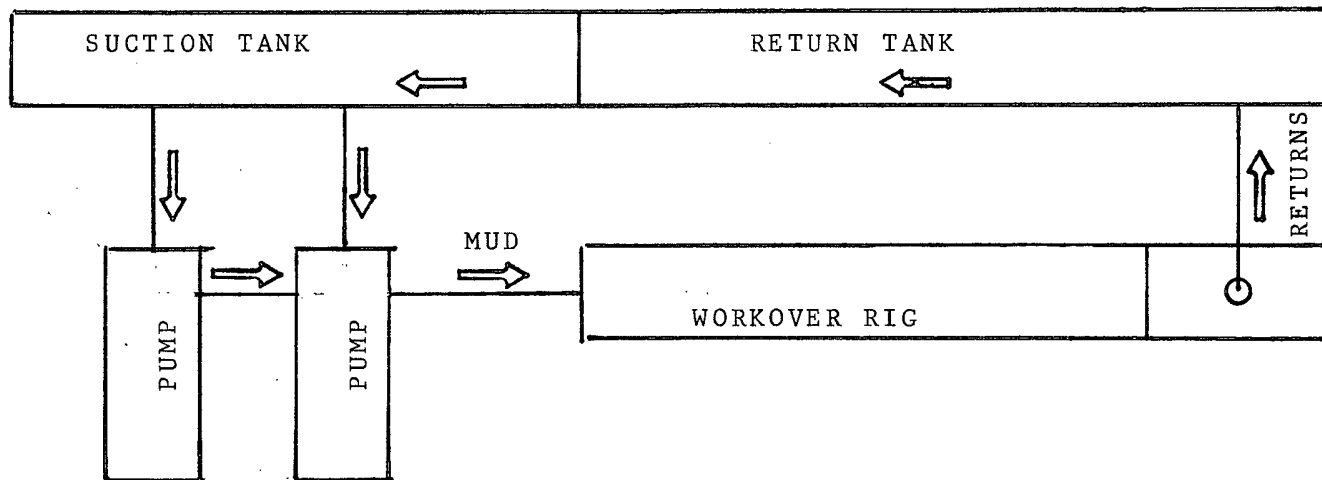 SUCTION TANK
RETURN TANK
RETURNS
MUD
PUMP
PUMP
WORKOVER RIG